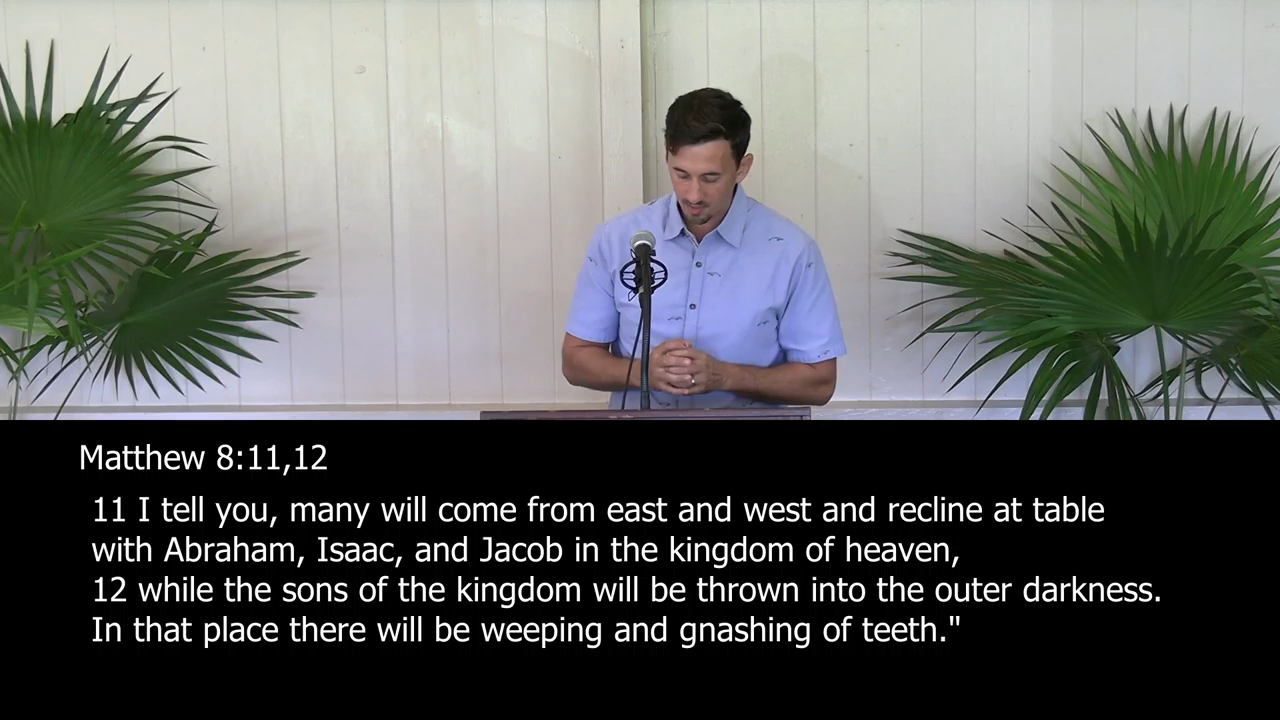 Matthew 8:11,12
11 I tell you, many will come from east and west and recline at table
with Abraham, Isaac, and Jacob in the kingdom of heaven,
12 while the sons of the kingdom will be thrown into the outer darkness.
In that place there will be weeping and gnashing of teeth."